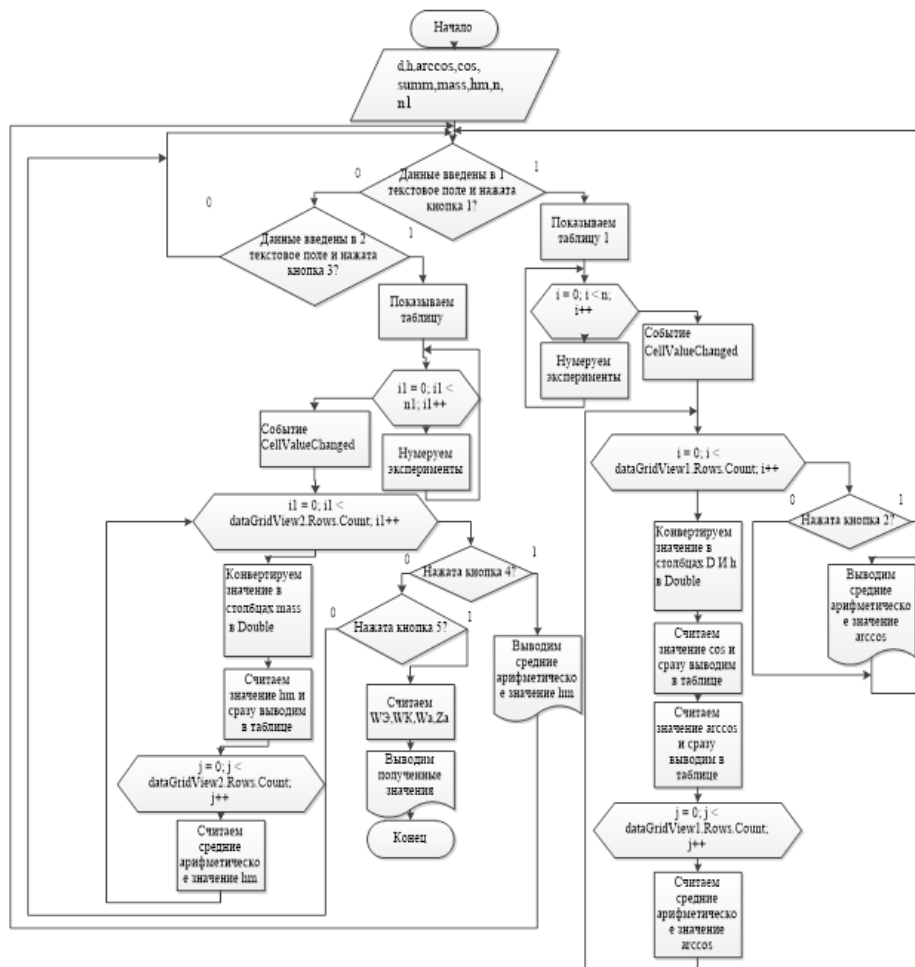 Начало
d,h,arccos,cos,
summ,mass,hm,n,
n1
0
1
Данные введены в 1
текстовое поле и нажата
кнопка 1?
0
1
Данные введены в 2
текстовое поле и нажата
кнопка 3?
Показываем
таблицу 1
Показываем
таблицу
i = 0; i < n;
i++
Нумеруем
эксперименты
Событие
CellValueChanged
i1 = 0; i1 <
n1; i1++
Нумеруем
эксперименты
Событие
CellValueChanged
i = 0; i <
dataGridView1.Rows.Count; i++
0
1
Нажата кнопка 2?
Выводим
средние
арифметическо
е значение
arccos
Конвертируем
значение в
столбцах D И h
в Double
Считаем
значение cos и
сразу выводим
в таблице
Считаем
значение arccos
и сразу
выводим в
таблице
j = 0; j <
dataGridView1.Rows.Count;
j++
Считаем
средние
арифметическо
е значение
arccos
i1 = 0; i1 <
dataGridView2.Rows.Count; i1++
0
1
Нажата кнопка 4?
0
1
Нажата кнопка 5?
Выводим
средние
арифметическо
е значение hm
Конвертируем
значение в
столбцах mass
в Double
Считаем
значение hm и
сразу выводим
в таблице
j = 0; j <
dataGridView2.Rows.Count;
j++
Считаем
средние
арифметическо
е значение hm
Считаем
WЭ,WK,Wa,Za
Выводим
полученные
значения
Конец